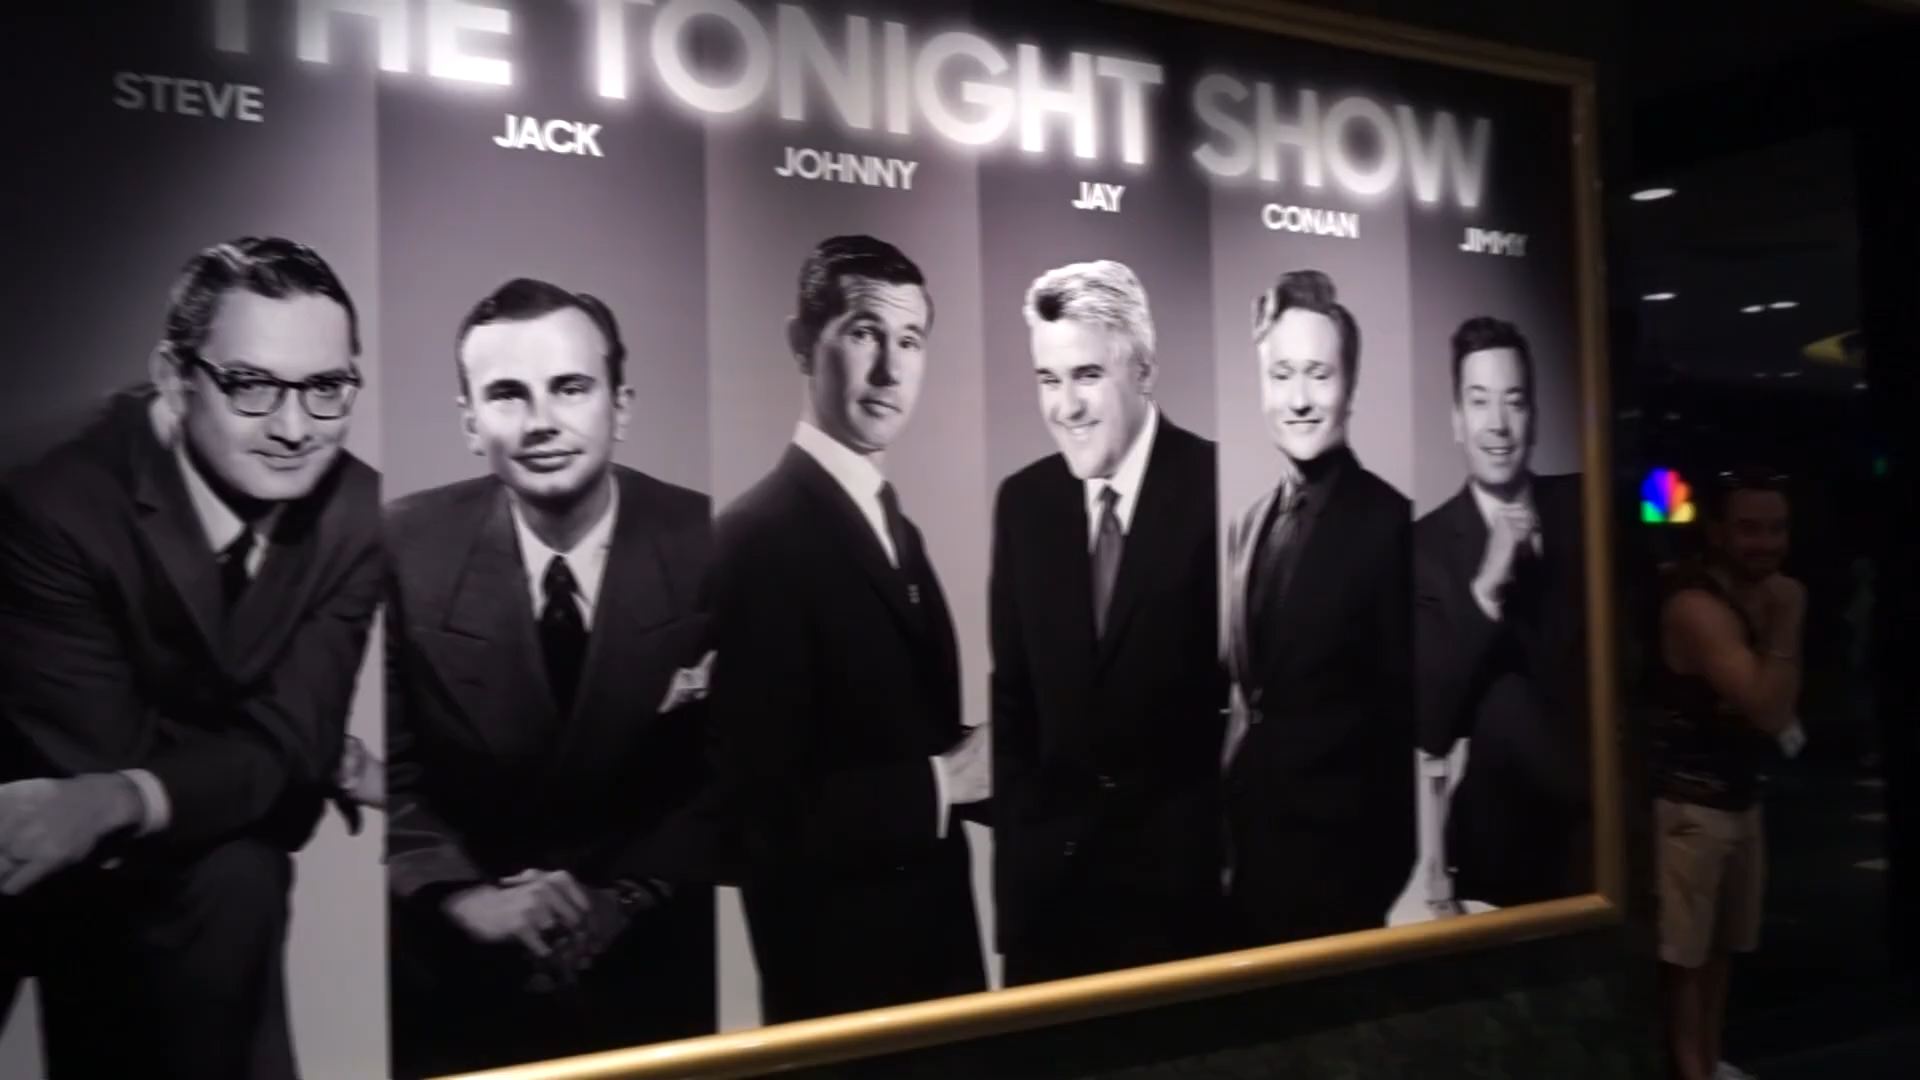 THE TONIGHT SHOW
STEVE
JACK
JOHNNY
JAY
CONAN
JIMMY